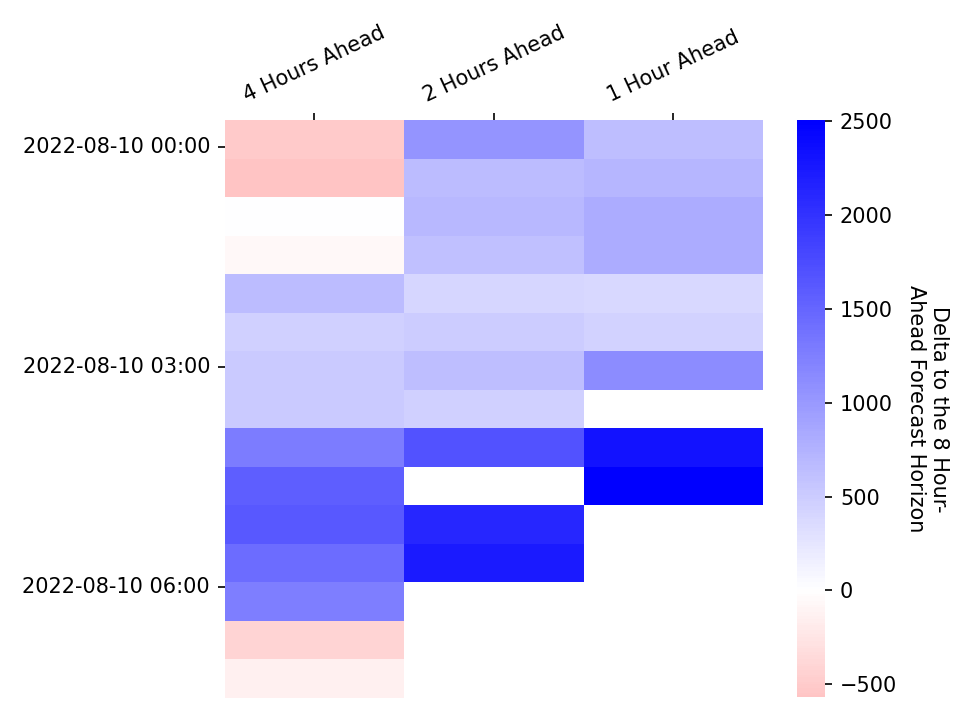 4 Hours Ahead
2 Hours Ahead
1 Hour Ahead
2022-08-10 00:00
2022-08-10 03:00
2022-08-10 06:00
2500
2000
1500
1000
500
0
−500
Delta to the 8 Hour-
Ahead Forecast Horizon